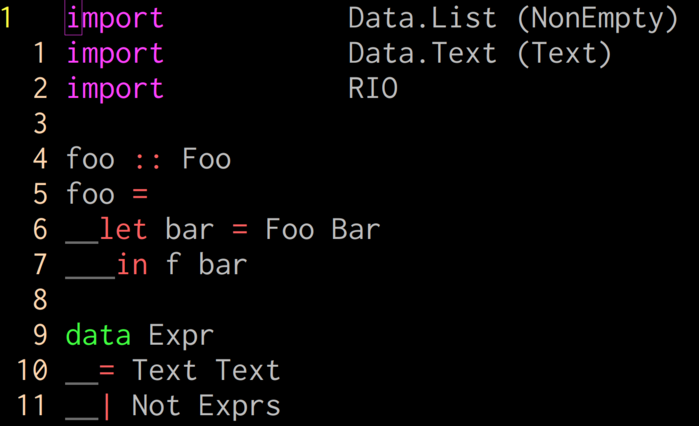 1 import Data.List (NonEmpty)
1 import Data.Text (Text)
2 import RIO
3
4 foo :: Foo
5 foo =
6 __let bar = Foo Bar
7 ___in f bar
8
9 data Expr
10 __= Text Text
11 __| Not Exprs